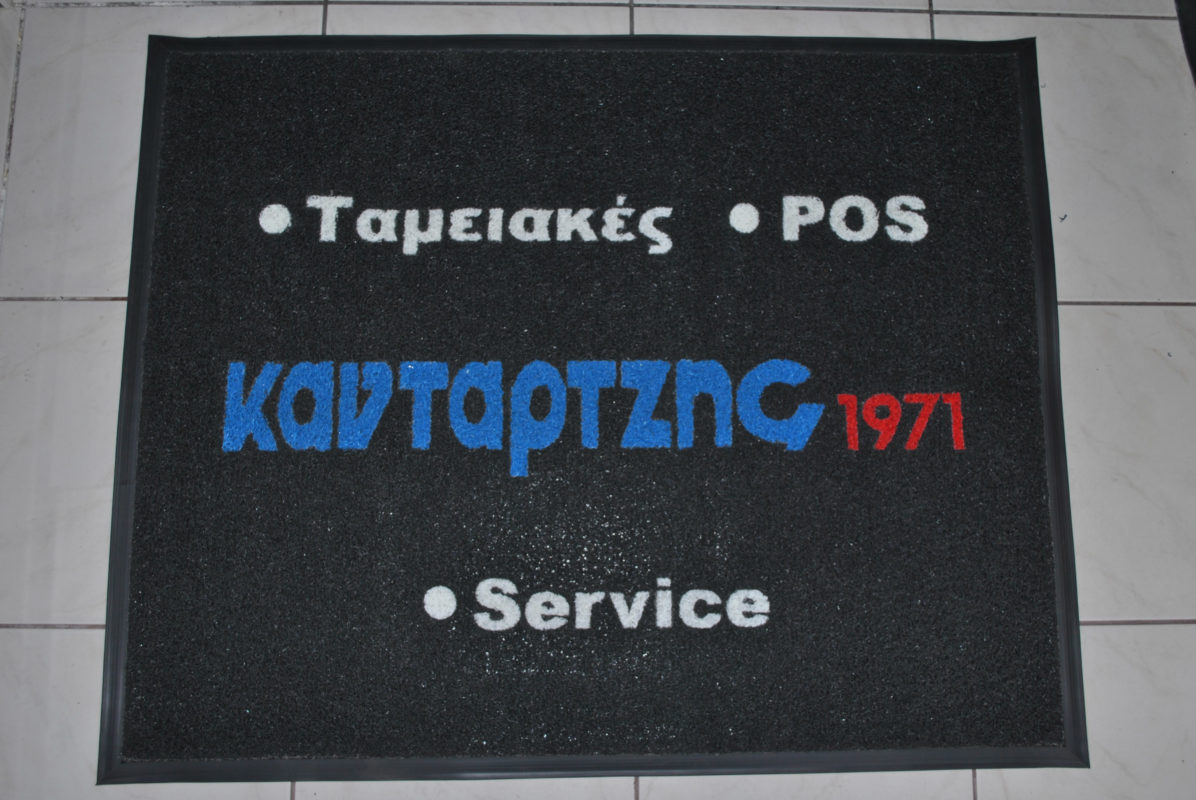 • Ταμειακές • POS
κανταρτζης 1971
• Service